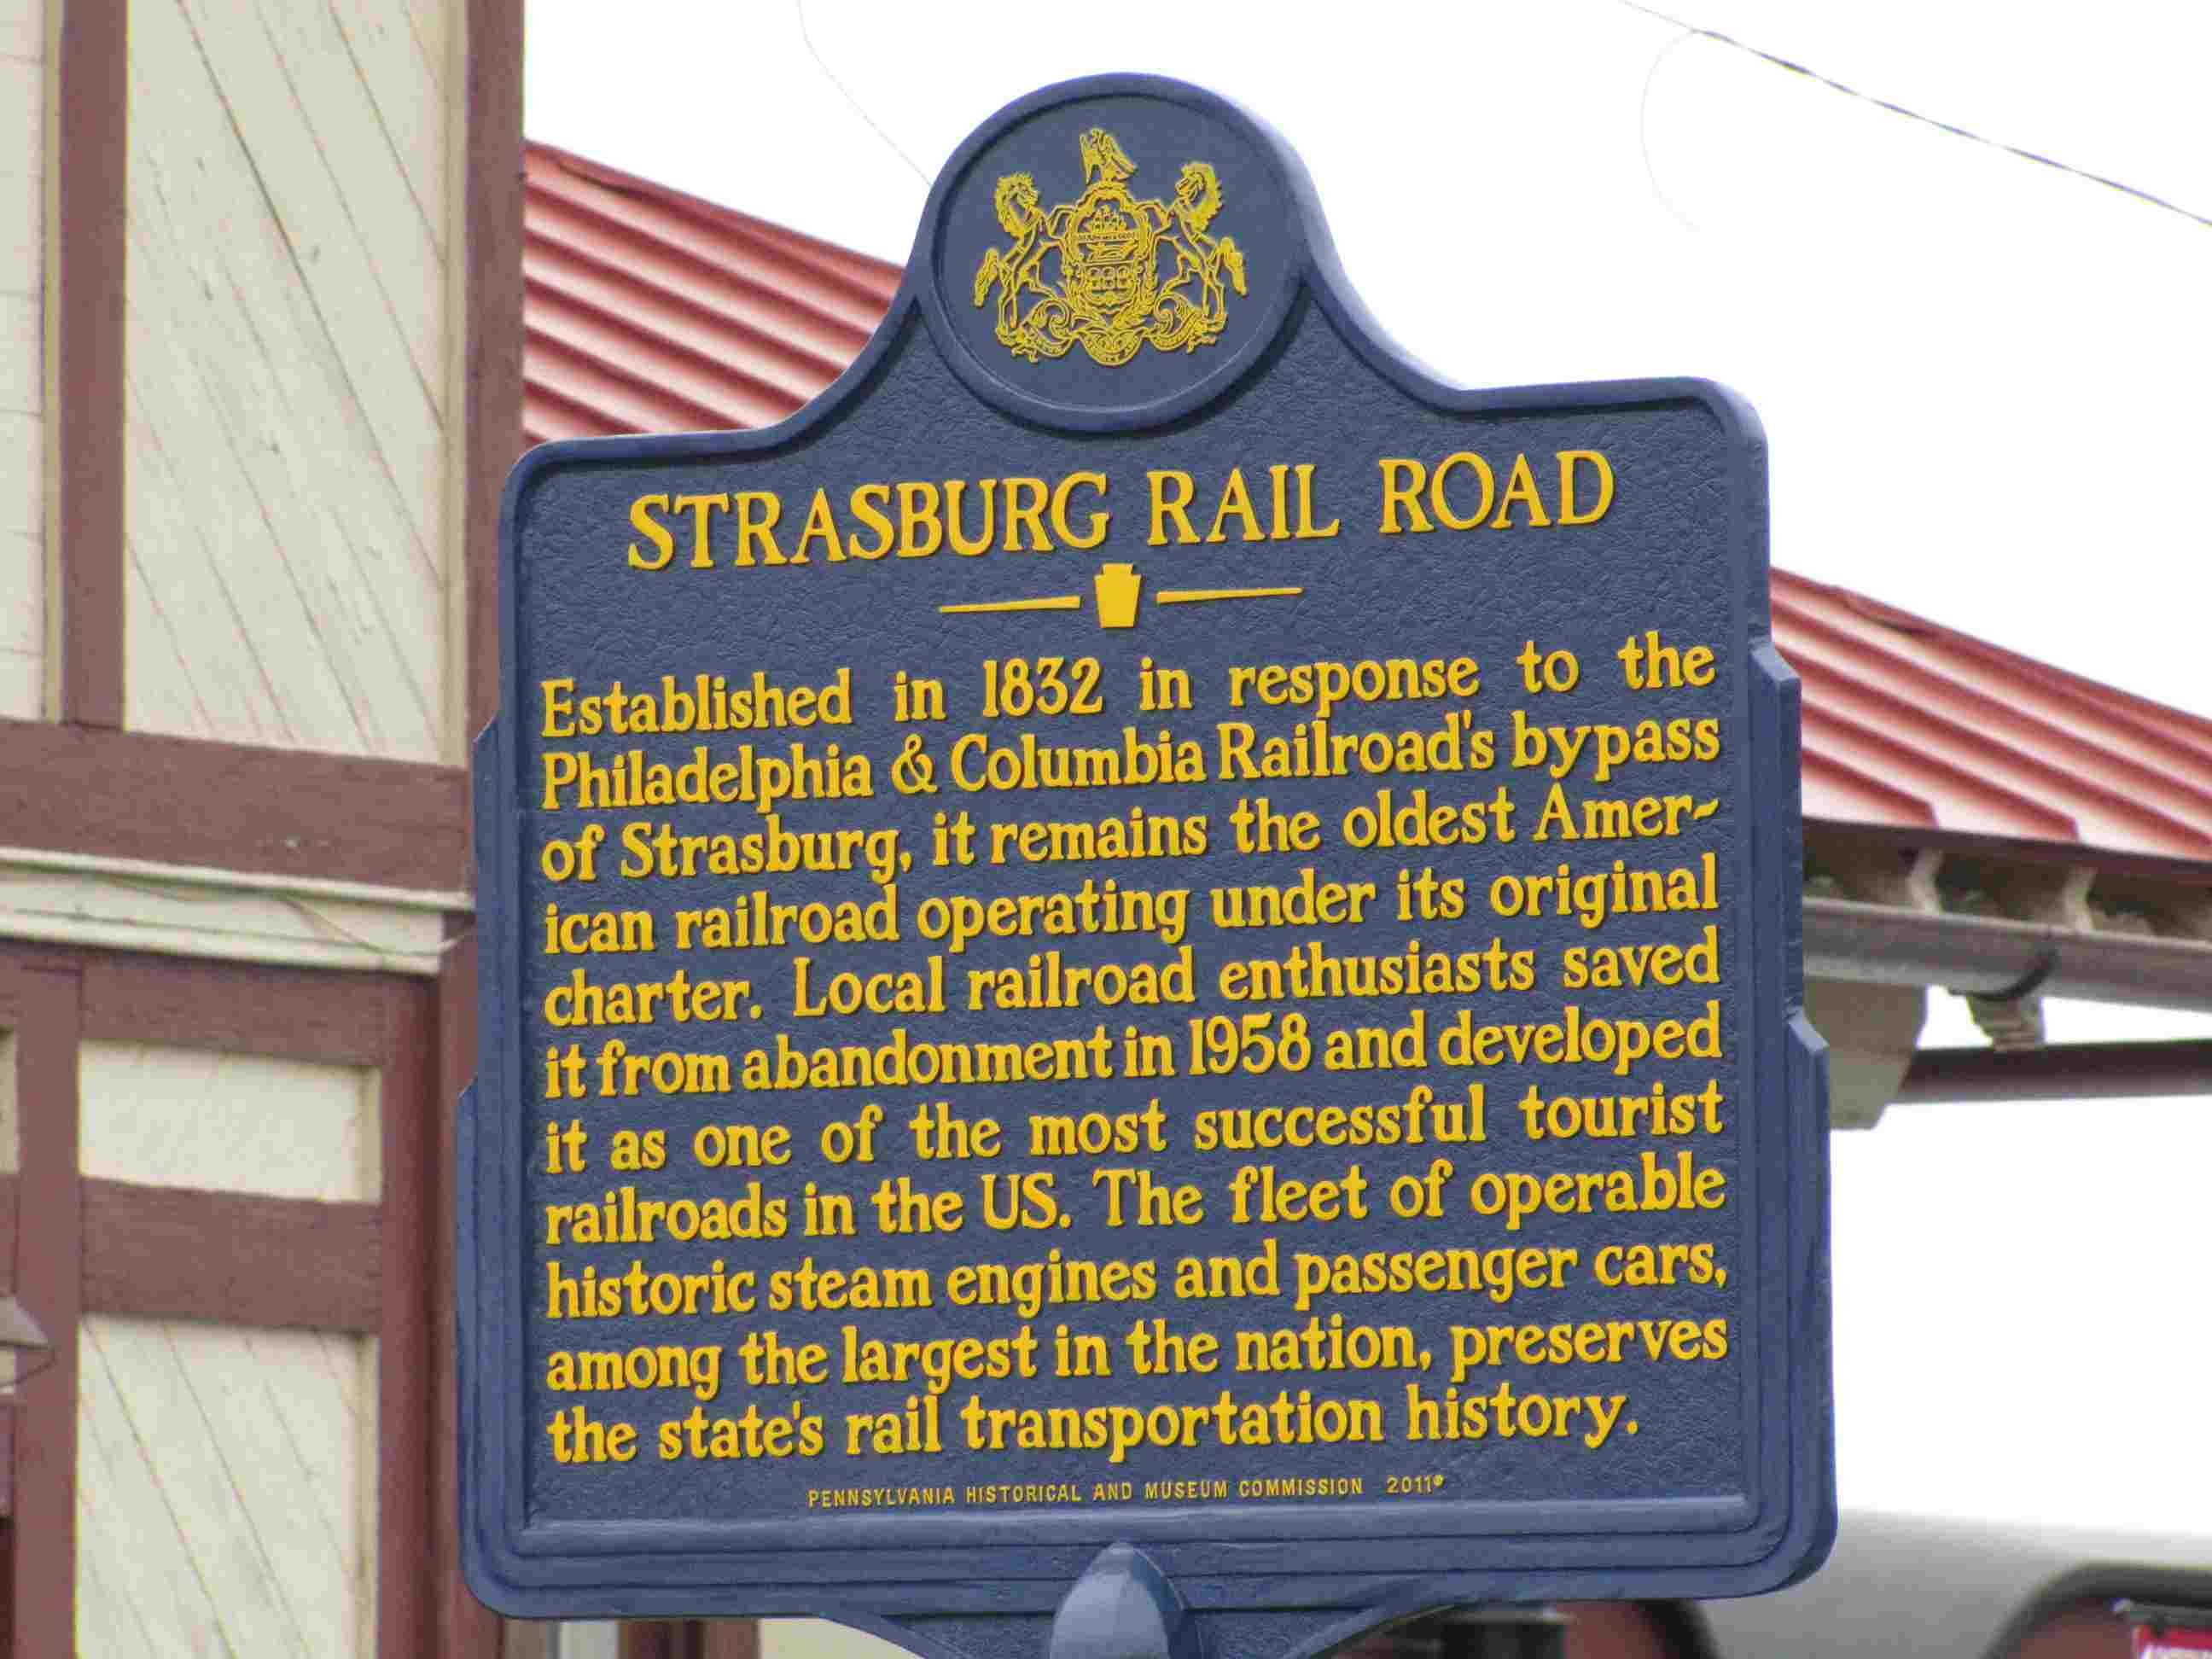 STRASBURG RAIL ROAD
Established in 1832 in response to the
Philadelphia & Columbia Railroad's bypass
of Strasburg, it remains the oldest Amer-
ican railroad operating under its original
charter. Local railroad enthusiasts saved
it from abandonment in 1958 and developed
it as one of the most successful tourist
railroads in the US. The fleet of operable
historic steam engines and passenger cars,
among the largest in the nation, preserves
the state's rail transportation history.
PENNSYLVANIA HISTORICAL AND MUSEUM COMMISSION 2011